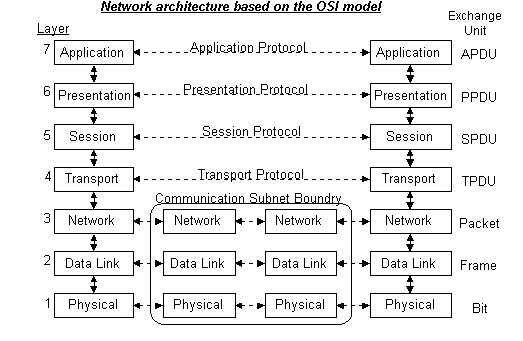 Network architecture based on the OSI model
Exchange
Unit
Layer
7 Application Application Protocol Application APDU
6 Presentation Presentation Protocol Presentation PPDU
5 Session Session Protocol Session SPDU
4 Transport Transport Protocol Transport TPDU
Communication Subnet Boundry
3 Network Network Network Network Packet
2 Data Link Data Link Data Link Data Link Frame
1 Physical Physical Physical Physical Bit